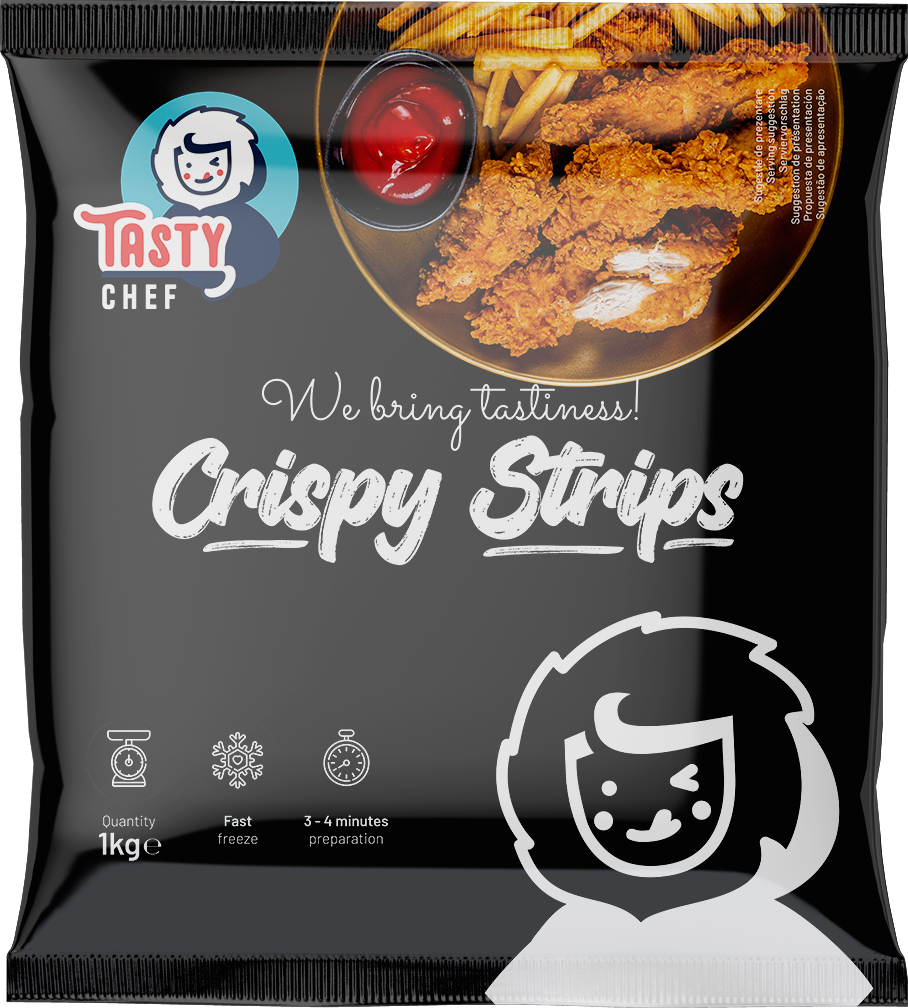 TASTY
CHEF
Sugestie de prezentare
Serving suggestion
Serviervorschlag
Suggestion de présentation
Propuesta de presentación
Sugestão de apresentação
We bring tastiness!
Crispy Strips
Quantity
1kg℮
Fast
freeze
3 - 4 minutes
preparation